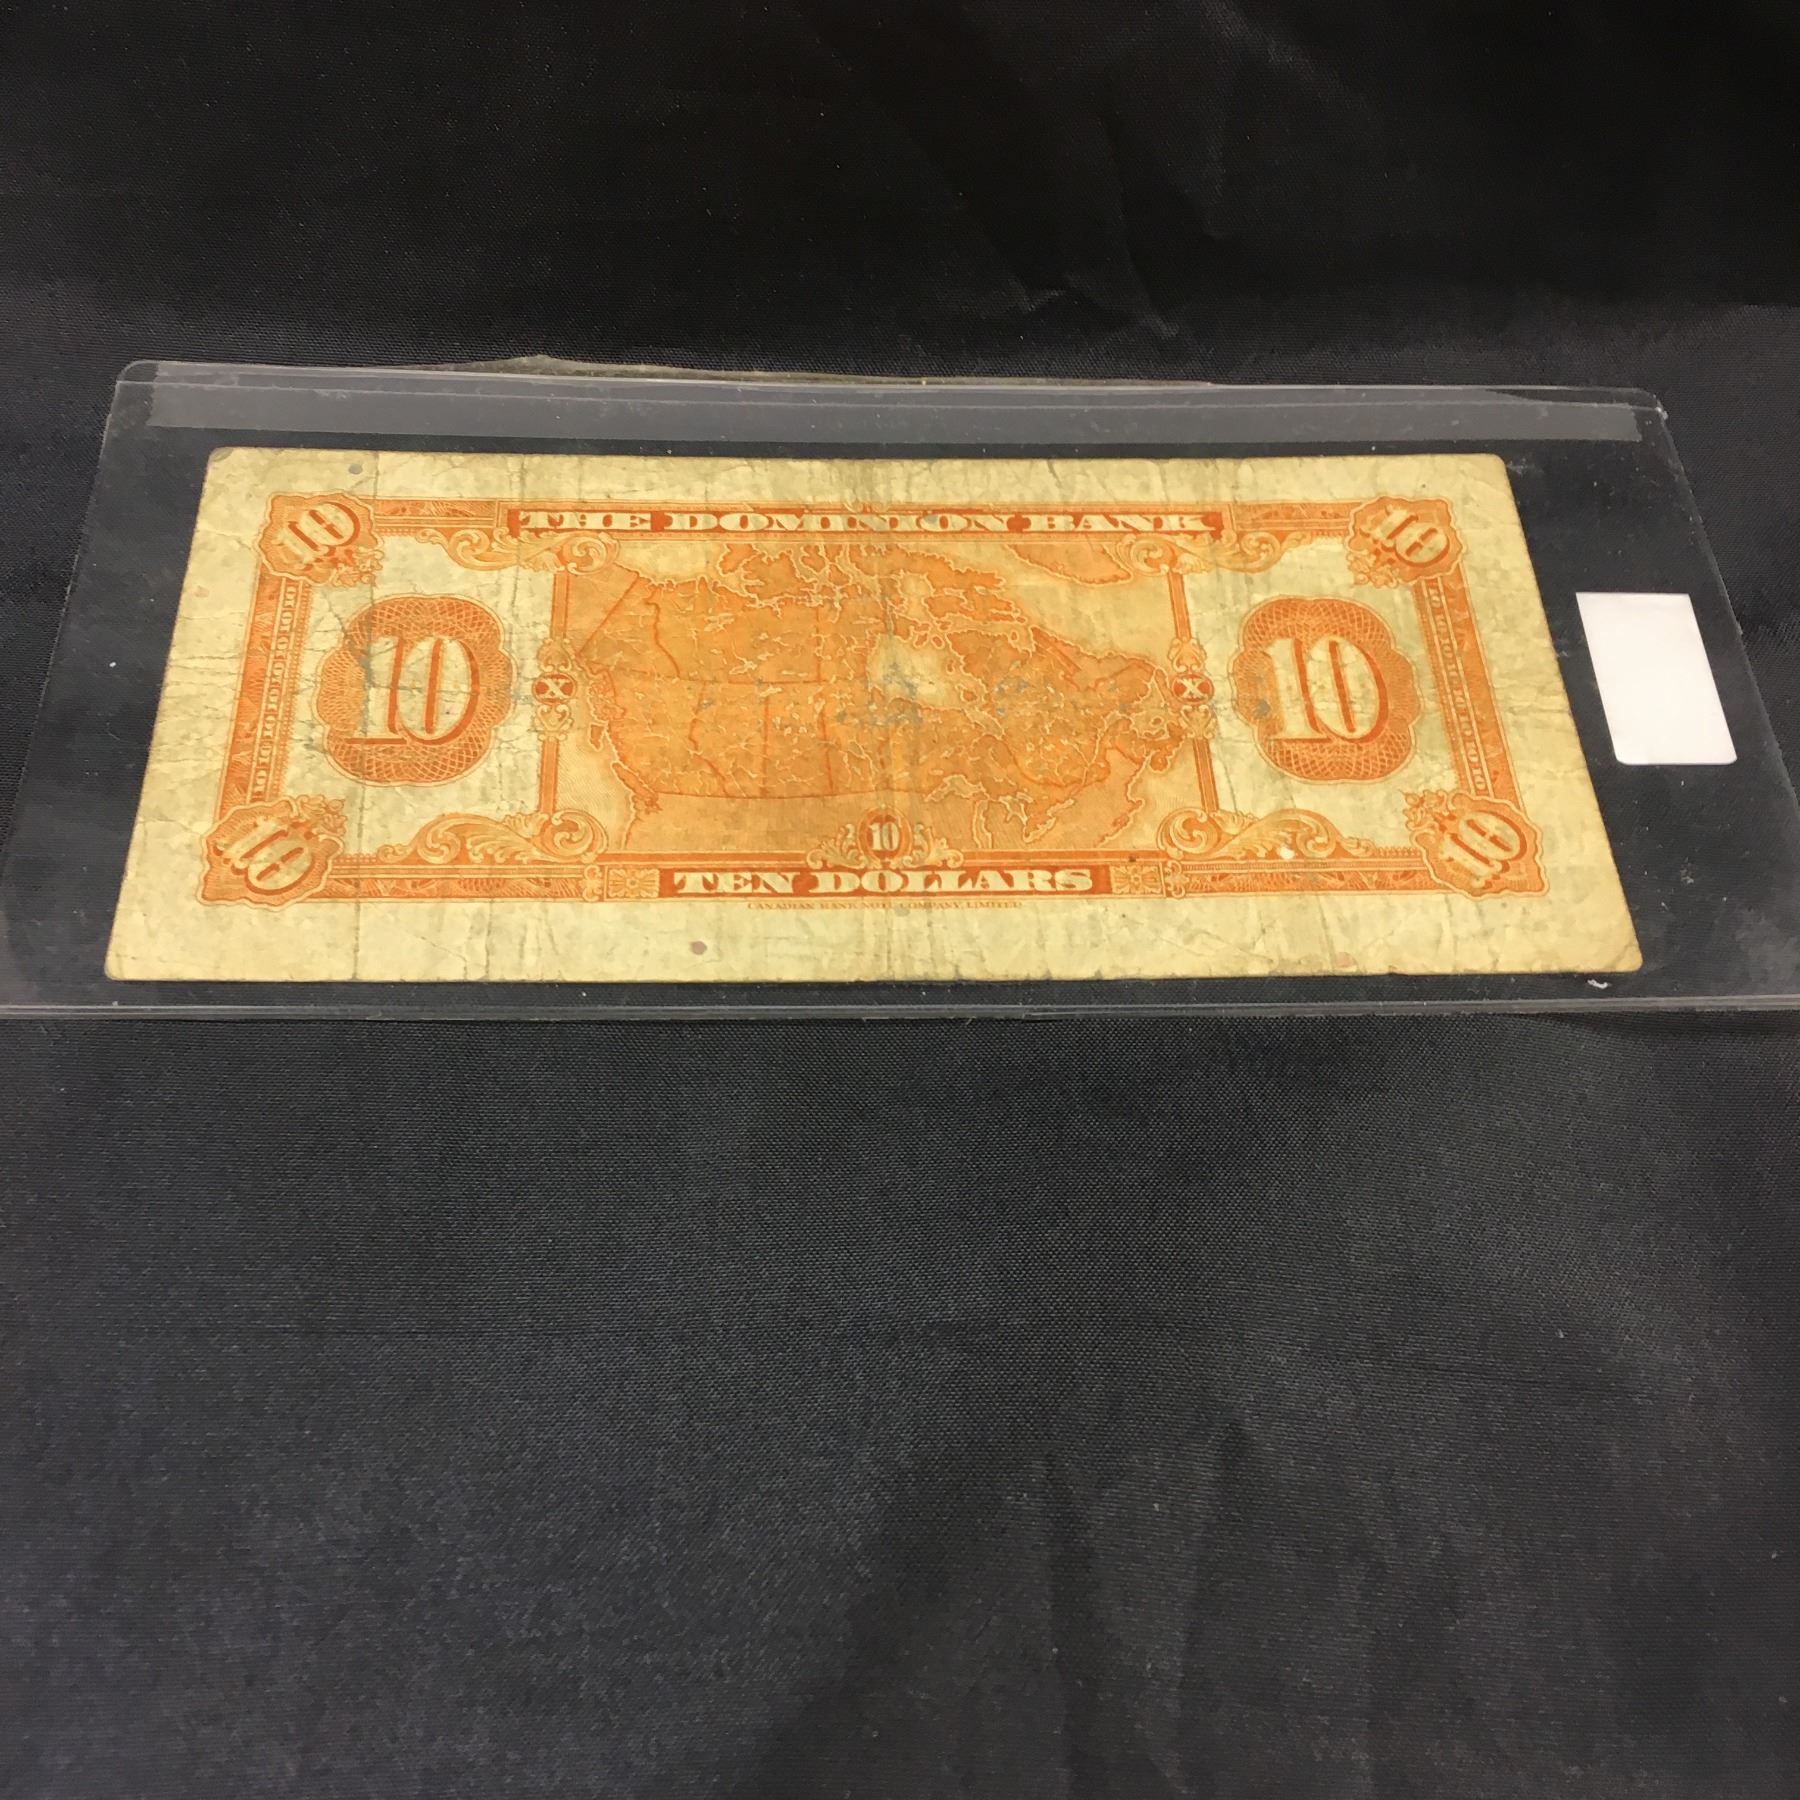 THE DOMINION BANK
10 10
10 10
X X
10
10 10
TEN DOLLARS
CANADIAN BANK NOTE COMPANY, LIMITED